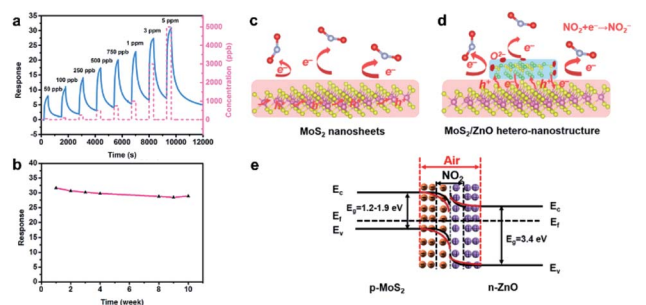 a
Response
35
30
25
20
15
10
5
0
50 ppb
100 ppb
250 ppb
500 ppb
750 ppb
1 ppm
3 ppm
5 ppm
0 2000 4000 6000 8000 10000 12000
Time (s)
5000
4000
3000
2000
1000
0
Concentration (ppb)
b
Response
40
35
30
25
20
15
10
5
0
0 2 4 6 8 10
Time (week)
c
e⁻ e⁻ e⁻
MoS₂ nanosheets
d
NO₂+e⁻→NO₂⁻
O²⁻
e⁻ e⁻
h⁺ e⁻ h⁺ e⁻
MoS₂/ZnO hetero-nanostructure
e
Air
NO₂
E꜀
Eg=1.2-1.9 eV
Ef
Eᵥ
E꜀
Ef
Eg=3.4 eV
Eᵥ
p-MoS₂ n-ZnO